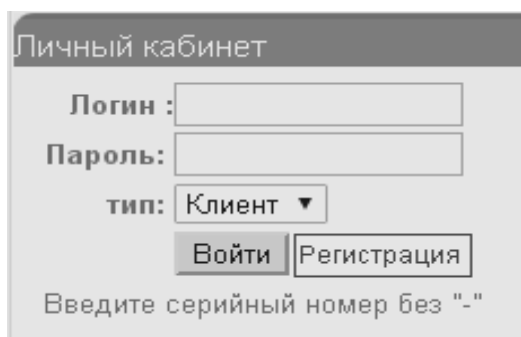 Личный кабинет
Логин :
Пароль:
тип: Клиент ▼
Войти Регистрация
Введите серийный номер без "-"